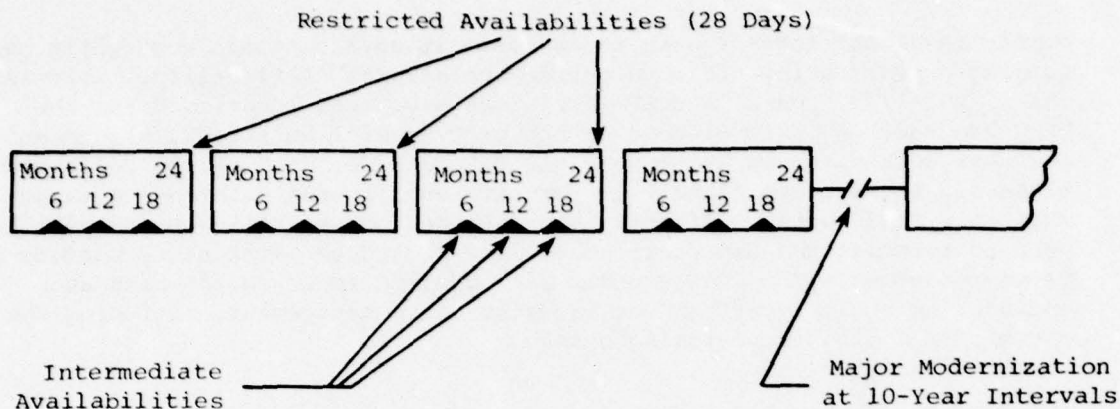 Restricted Availabilities (28 Days)
Months 24
6 12 18
Months 24
6 12 18
Months 24
6 12 18
Months 24
6 12 18
Intermediate
Availabilities
Major Modernization
at 10-Year Intervals